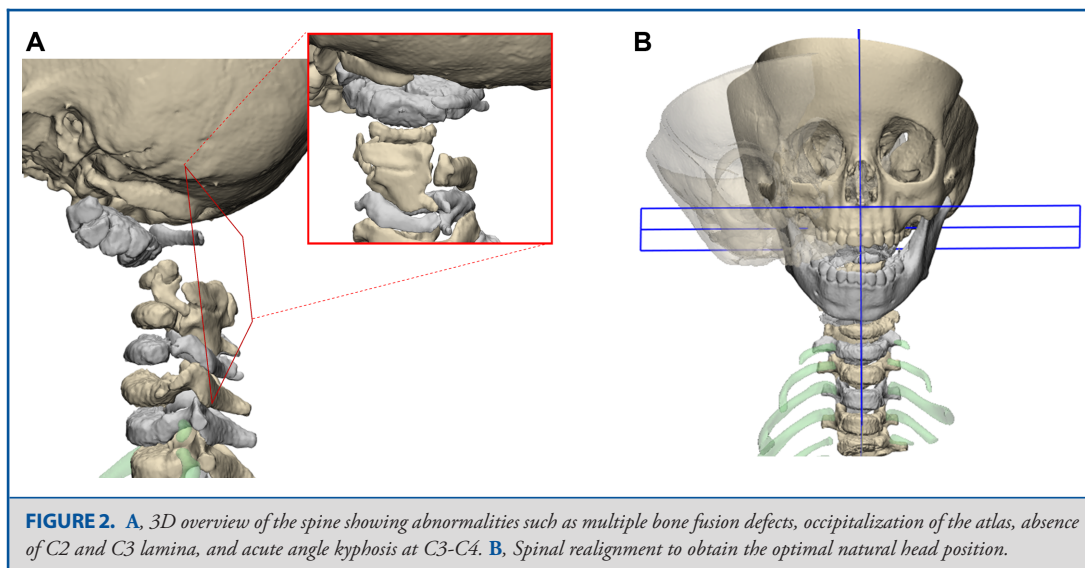 A
B
FIGURE 2. A, 3D overview of the spine showing abnormalities such as multiple bone fusion defects, occipitalization of the atlas, absence
of C2 and C3 lamina, and acute angle kyphosis at C3-C4. B, Spinal realignment to obtain the optimal natural head position.